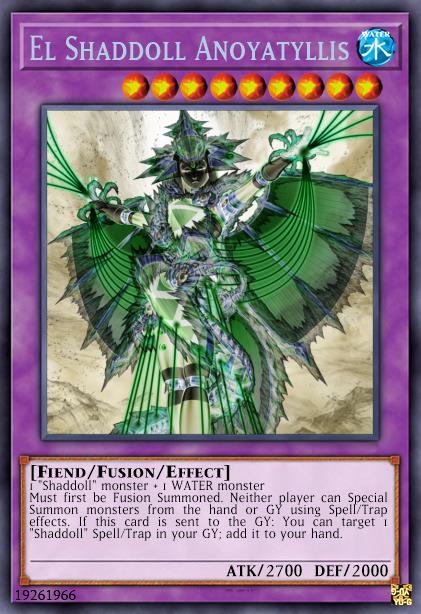 El Shaddoll Anoyatyllis
WATER
水
[Fiend/Fusion/Effect]
1 "Shaddoll" monster + 1 WATER monster
Must first be Fusion Summoned. Neither player can Special
Summon monsters from the hand or GY using Spell/Trap
effects. If this card is sent to the GY: You can target 1
"Shaddoll" Spell/Trap in your GY; add it to your hand.
ATK/2700 DEF/2000
19261966